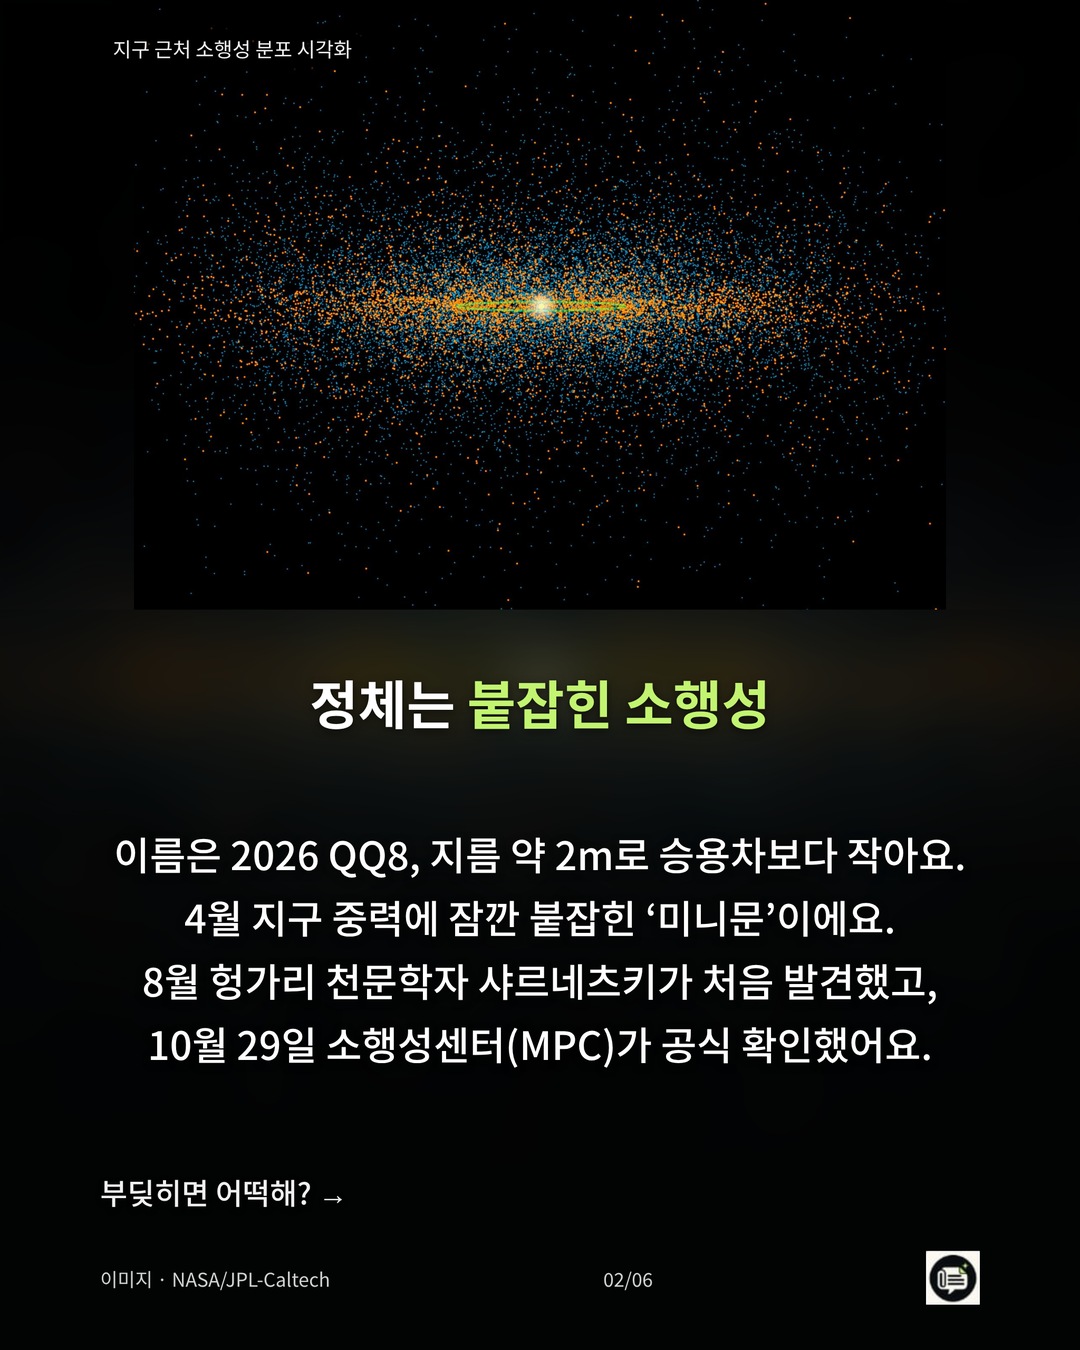 지구 근처 소행성 분포 시각화
정체는 붙잡힌 소행성
이름은 2026 QQ8, 지름 약 2m로 승용차보다 작아요.
4월 지구 중력에 잠깐 붙잡힌 ‘미니문’이에요.
8월 헝가리 천문학자 샤르네츠키가 처음 발견했고,
10월 29일 소행성센터(MPC)가 공식 확인했어요.
부딪히면 어떡해? →
이미지 · NASA/JPL-Caltech
02/06